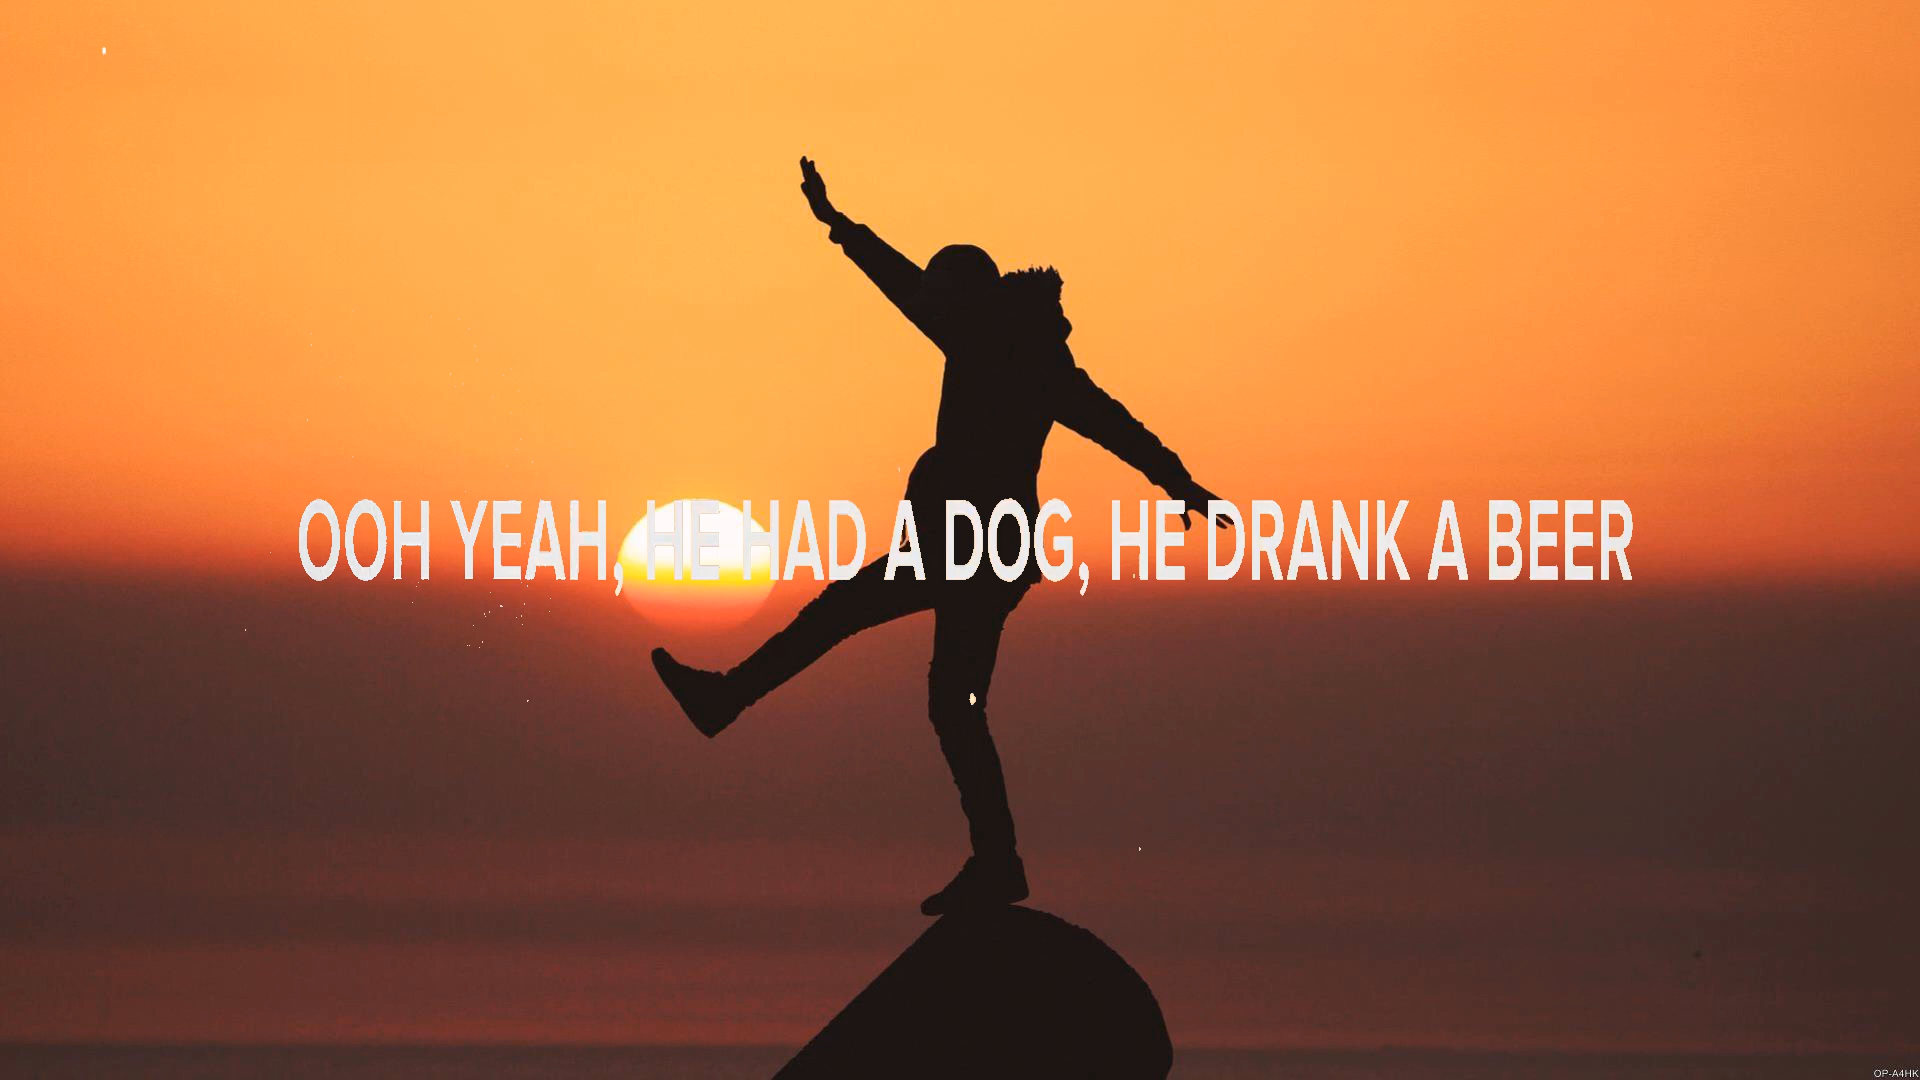 OOH YEAH, HE HAD A DOG, HE DRANK A BEER
OP-A4HK